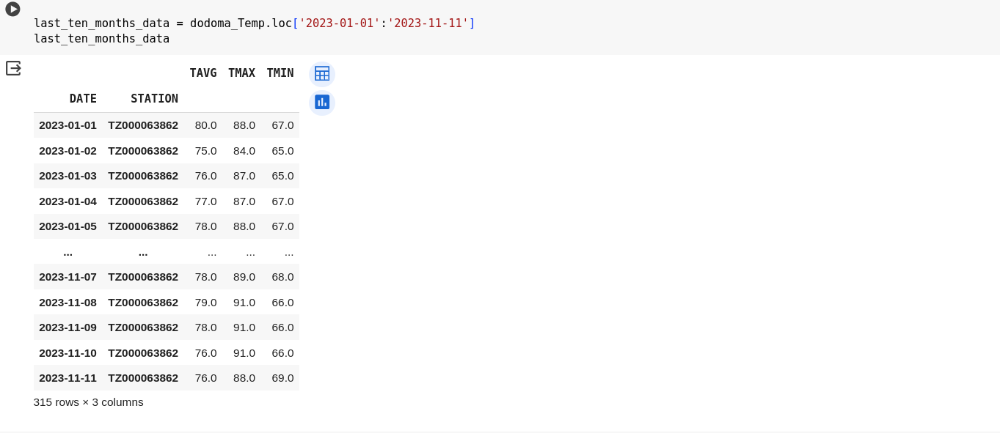 last_ten_months_data = dodoma_Temp.loc['2023-01-01':'2023-11-11']
last_ten_months_data
TAVG TMAX TMIN
DATE STATION
2023-01-01 TZ000063862 80.0 88.0 67.0
2023-01-02 TZ000063862 75.0 84.0 65.0
2023-01-03 TZ000063862 76.0 87.0 65.0
2023-01-04 TZ000063862 77.0 87.0 67.0
2023-01-05 TZ000063862 78.0 88.0 67.0
... ... ... ... ...
2023-11-07 TZ000063862 78.0 89.0 68.0
2023-11-08 TZ000063862 79.0 91.0 66.0
2023-11-09 TZ000063862 78.0 91.0 66.0
2023-11-10 TZ000063862 76.0 91.0 66.0
2023-11-11 TZ000063862 76.0 88.0 69.0
315 rows × 3 columns